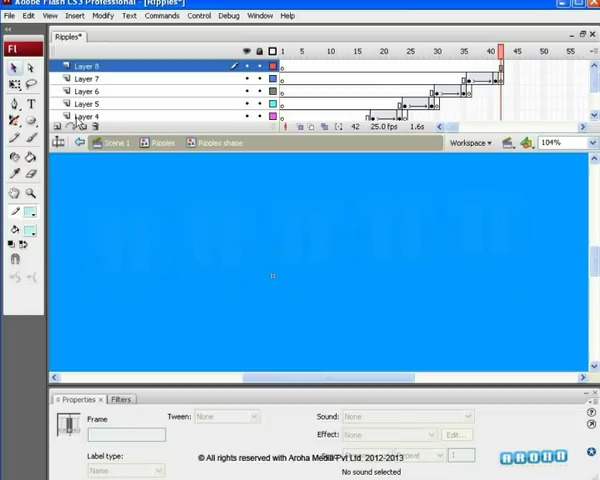 Adobe Flash CS3 Professional - [Ripples*]
File Edit View Insert Modify Text Commands Control Debug Window Help
Ripples*
1 5 10 15 20 25 30 35 40 45 50 55
Layer 8
Layer 7
Layer 6
Layer 5
Layer 4
42 25.0 fps 1.6s
Scene 1 Ripples Ripples shape Workspace 104%
AROHA
Properties × Filters
Frame Tween: None Sound: None
Effect: None Edit...
Label type: Repeat 1
Name No sound selected
© All rights reserved with Aroha Media Pvt Ltd. 2012-2013
AROHA